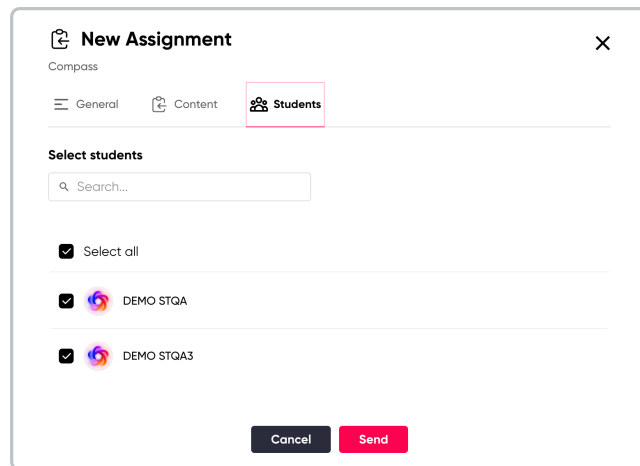 New Assignment
Compass
General Content Students
Select students
Search...
Select all
DEMO STQA
DEMO STQA3
Cancel Send